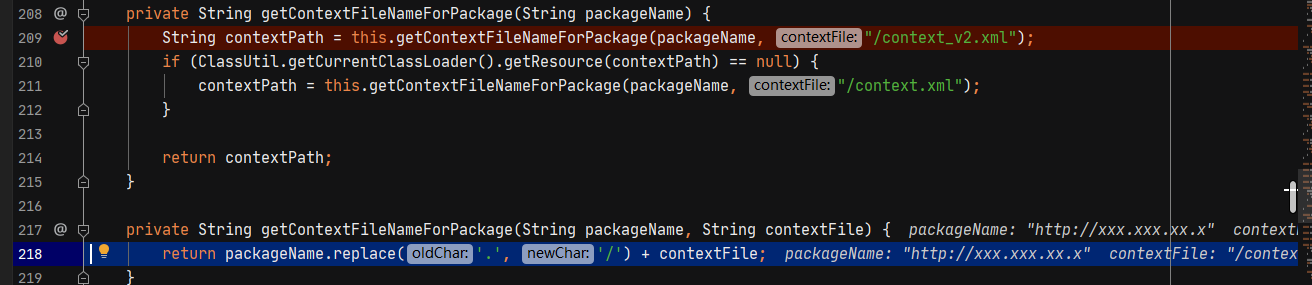 208 @ private String getContextFileNameForPackage(String packageName) {
209 String contextPath = this.getContextFileNameForPackage(packageName, contextFile: "/context_v2.xml");
210 if (ClassUtil.getCurrentClassLoader().getResource(contextPath) == null) {
211 contextPath = this.getContextFileNameForPackage(packageName, contextFile: "/context.xml");
212 }
213
214 return contextPath;
215 }
216
217 @ private String getContextFileNameForPackage(String packageName, String contextFile) { packageName: "http://xxx.xxx.xx.x" context
218 return packageName.replace( oldChar: '.', newChar: '/') + contextFile; packageName: "http://xxx.xxx.xx.x" contextFile: "/contex
219 }